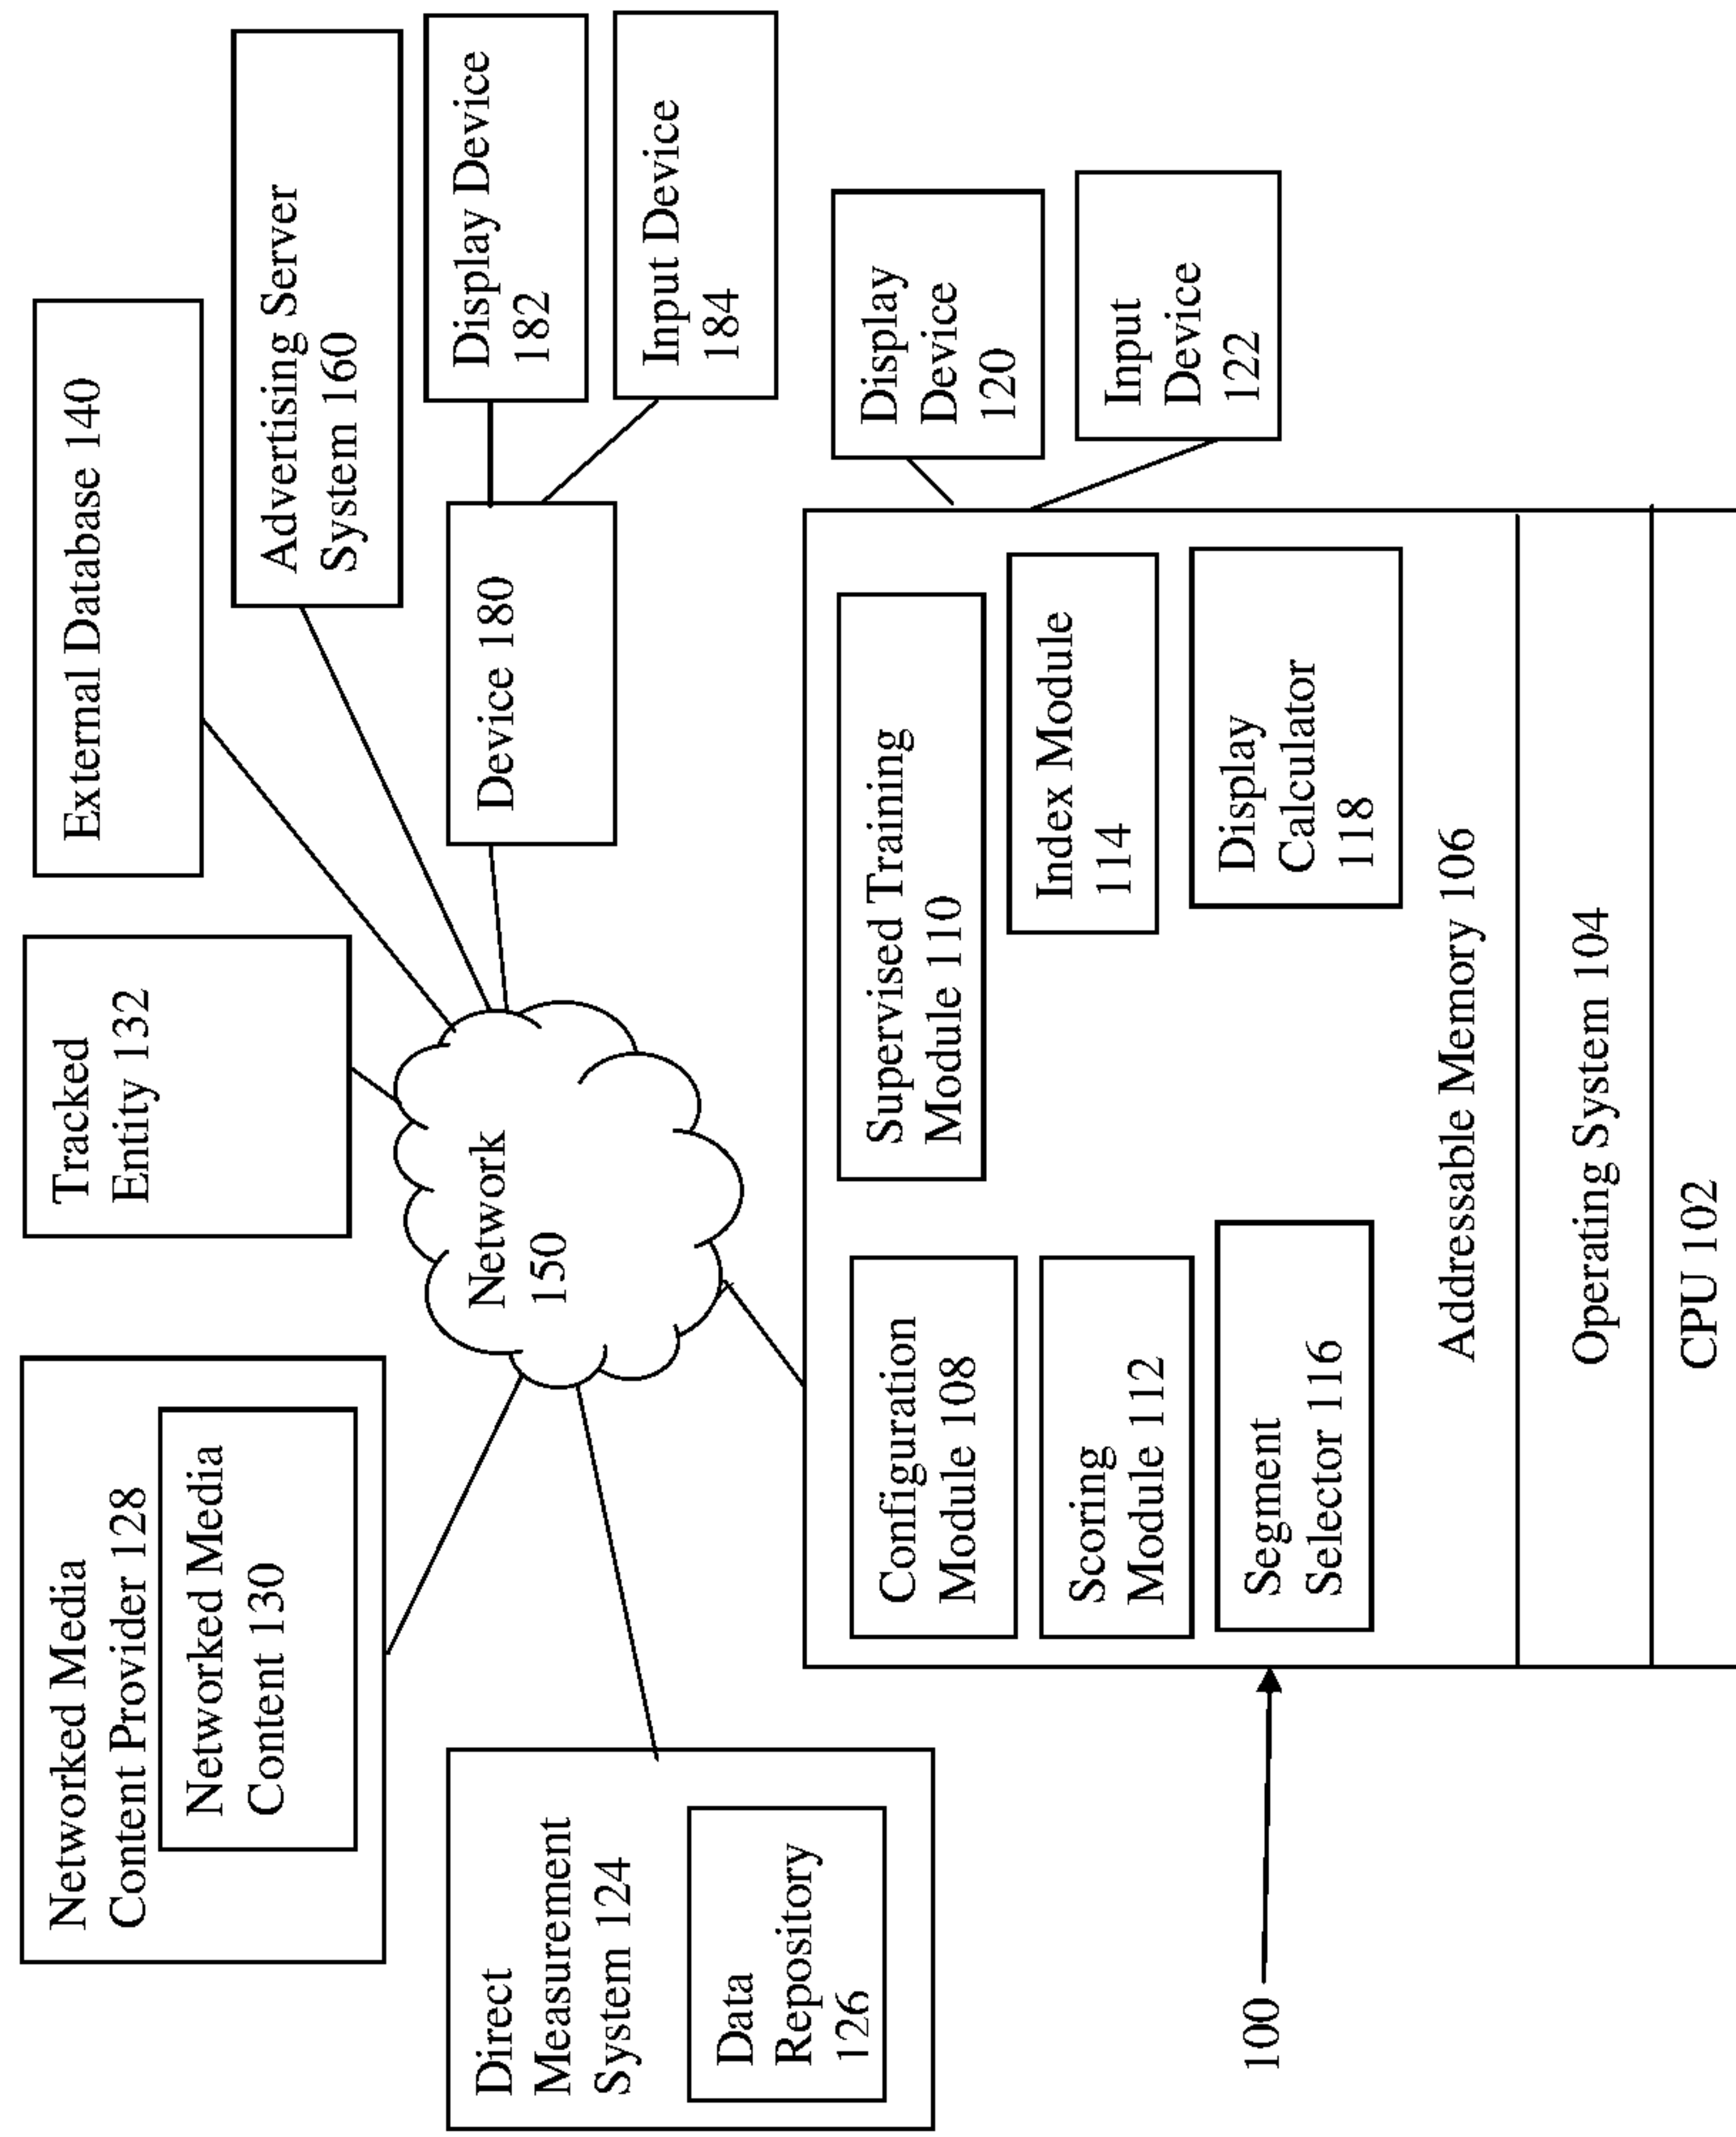 Networked Media
Content Provider 128
Networked Media
Content 130
Tracked
Entity 132
External Database 140
Advertising Server
System 160
Display Device
182
Input Device
184
Device 180
Network
150
Direct
Measurement
System 124
Data
Repository
126
Display
Device
120
Input
Device
122
Configuration
Module 108
Supervised Training
Module 110
Scoring
Module 112
Index Module
114
Segment
Selector 116
Display
Calculator
118
Addressable Memory 106
Operating System 104
CPU 102
100